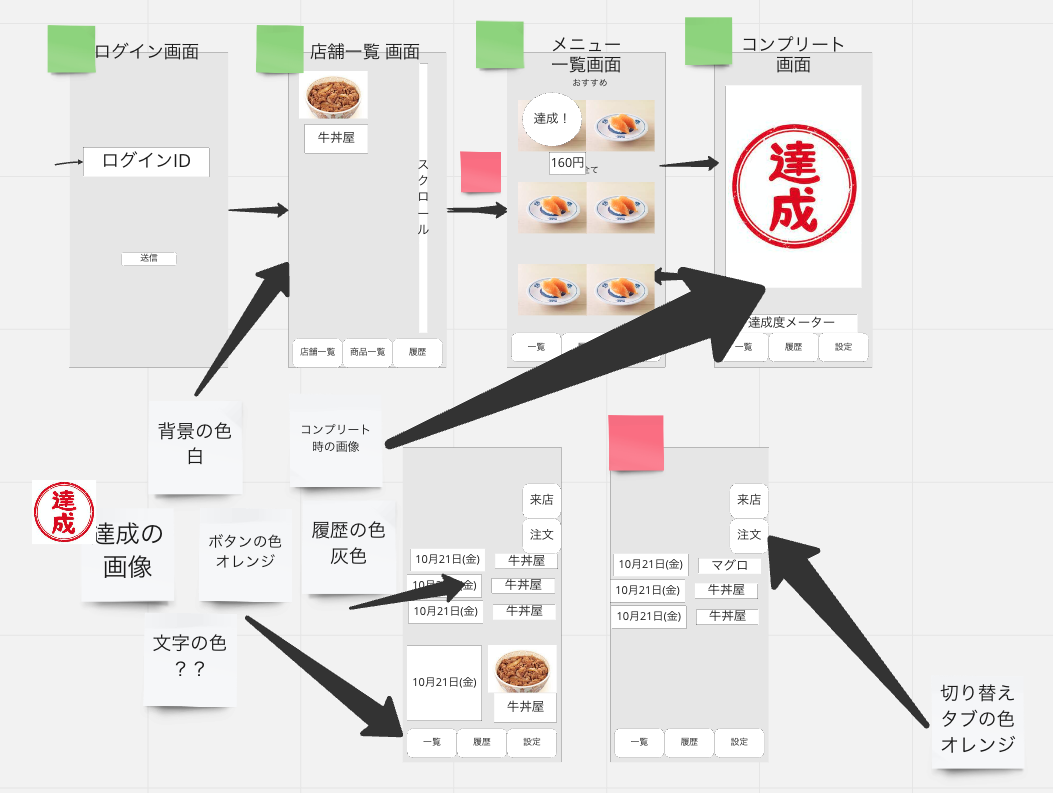 ログイン画面
店舗一覧 画面
メニュー
一覧画面
コンプリート
画面
ログインID
送信
牛丼屋
スクロール
店舗一覧
商品一覧
履歴
おすすめ
達成！
160円
全て
一覧
達成
達成度メーター
一覧
履歴
設定
背景の色
白
コンプリート
時の画像
達成
達成の
画像
ボタンの色
オレンジ
履歴の色
灰色
文字の色
？？
来店
注文
10月21日(金)
牛丼屋
10月21日(金)
牛丼屋
10月21日(金)
牛丼屋
10月21日(金)
牛丼屋
一覧
履歴
設定
来店
注文
10月21日(金)
マグロ
10月21日(金)
牛丼屋
10月21日(金)
牛丼屋
一覧
履歴
設定
切り替え
タブの色
オレンジ